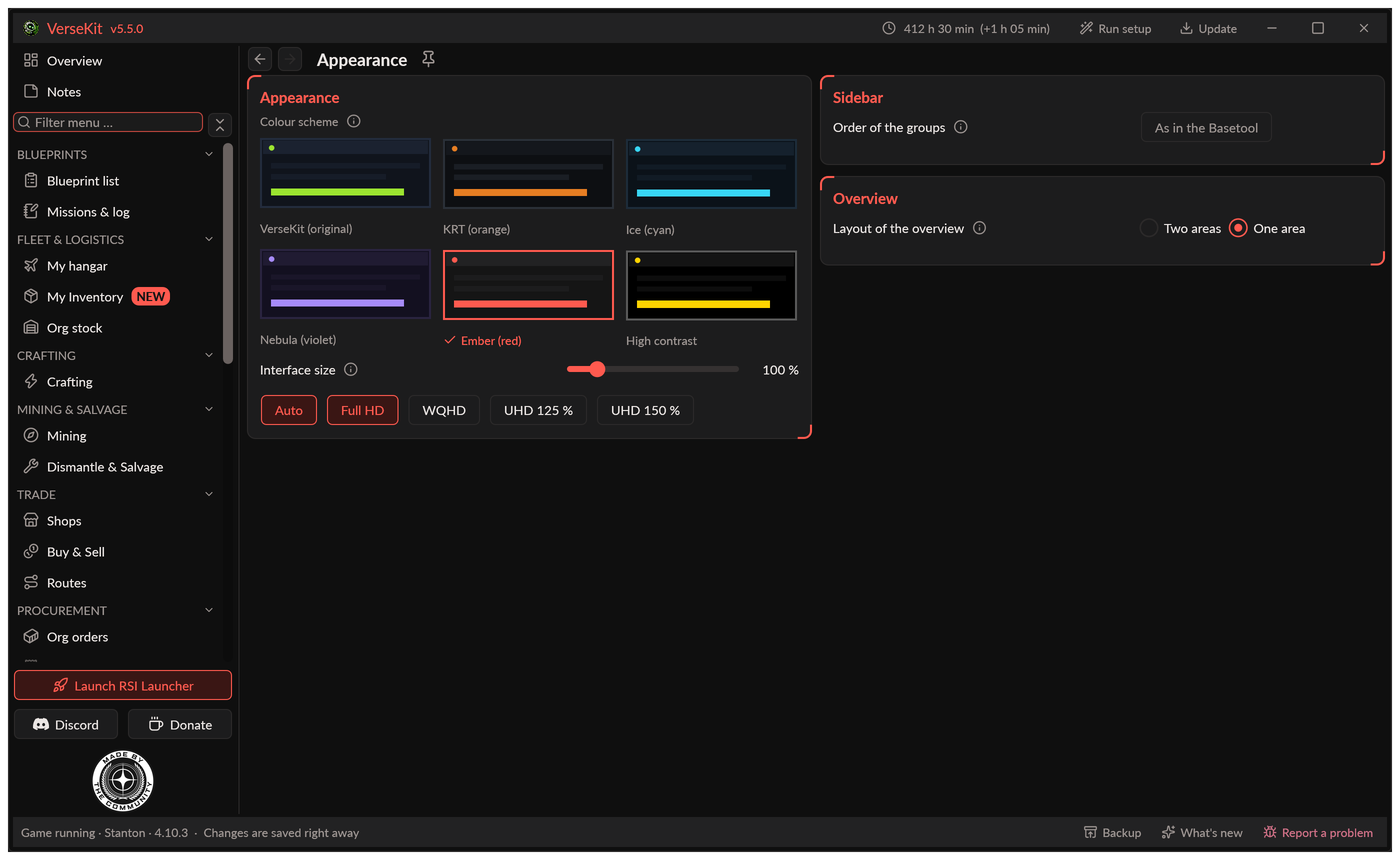 VerseKit v5.5.0
412 h 30 min (+1 h 05 min)
Run setup
Update
Overview
Notes
Filter menu ...
BLUEPRINTS
Blueprint list
Missions & log
FLEET & LOGISTICS
My hangar
My Inventory NEW
Org stock
CRAFTING
Crafting
MINING & SALVAGE
Mining
Dismantle & Salvage
TRADE
Shops
Buy & Sell
Routes
PROCUREMENT
Org orders
Launch RSI Launcher
Discord
Donate
MADE BY
THE COMMUNITY
Appearance
Appearance
Colour scheme
VerseKit (original)
KRT (orange)
Ice (cyan)
Nebula (violet)
Ember (red)
High contrast
Interface size
100 %
Auto
Full HD
WQHD
UHD 125 %
UHD 150 %
Sidebar
Order of the groups
As in the Basetool
Overview
Layout of the overview
Two areas
One area
Game running · Stanton · 4.10.3 · Changes are saved right away
Backup
What's new
Report a problem